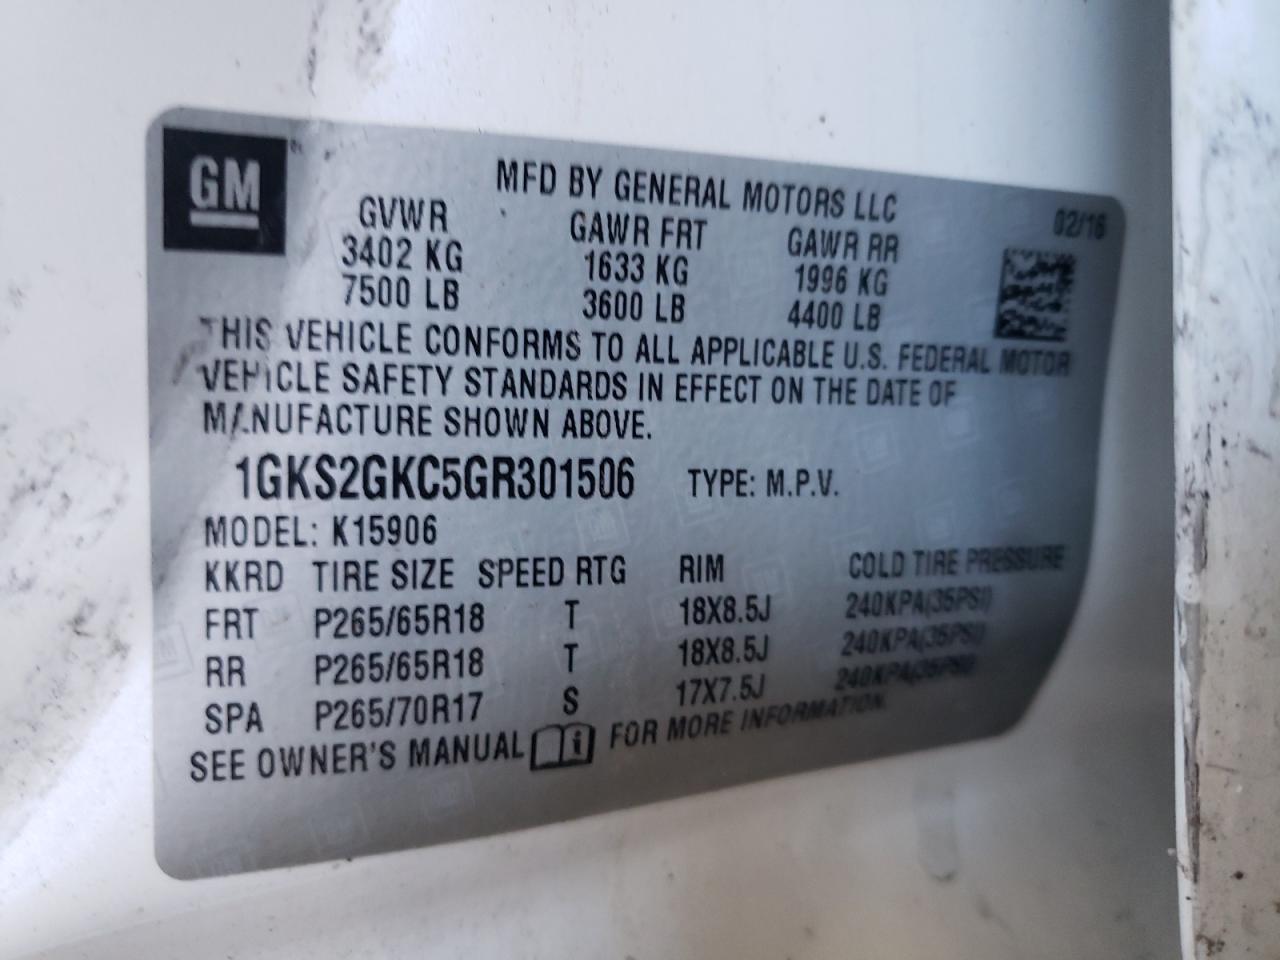 GM
MFD BY GENERAL MOTORS LLC
02/16
GVWR GAWR FRT GAWR RR
3402 KG 1633 KG 1996 KG
7500 LB 3600 LB 4400 LB
THIS VEHICLE CONFORMS TO ALL APPLICABLE U.S. FEDERAL MOTOR
VEHICLE SAFETY STANDARDS IN EFFECT ON THE DATE OF
MANUFACTURE SHOWN ABOVE.
1GKS2GKC5GR301506 TYPE: M.P.V.
MODEL: K15906
KKRD TIRE SIZE SPEED RTG RIM COLD TIRE PRESSURE
FRT P265/65R18 T 18X8.5J 240KPA(35PSI)
RR P265/65R18 T 18X8.5J 240KPA(35PSI)
SPA P265/70R17 S 17X7.5J 240KPA(35PSI)
SEE OWNER'S MANUAL i FOR MORE INFORMATION.